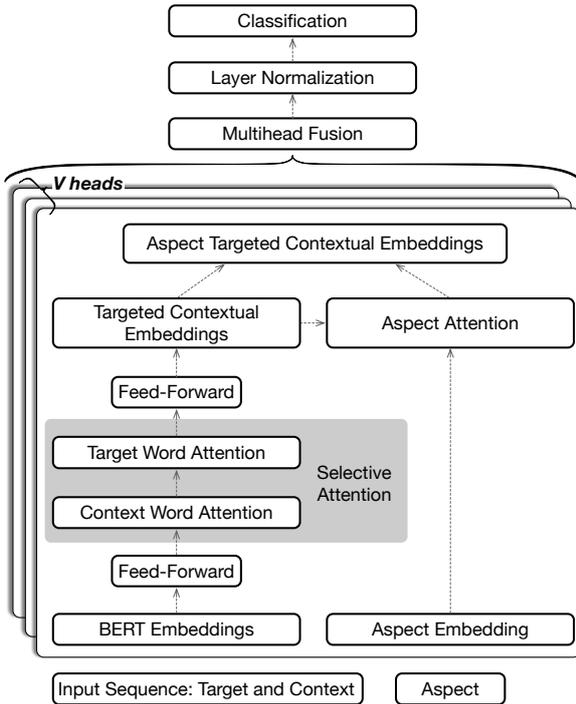 Classification
Layer Normalization
Multihead Fusion
V heads
Aspect Targeted Contextual Embeddings
Targeted Contextual
Embeddings
Aspect Attention
Feed-Forward
Target Word Attention
Selective
Attention
Context Word Attention
Feed-Forward
BERT Embeddings
Aspect Embedding
Input Sequence: Target and Context
Aspect